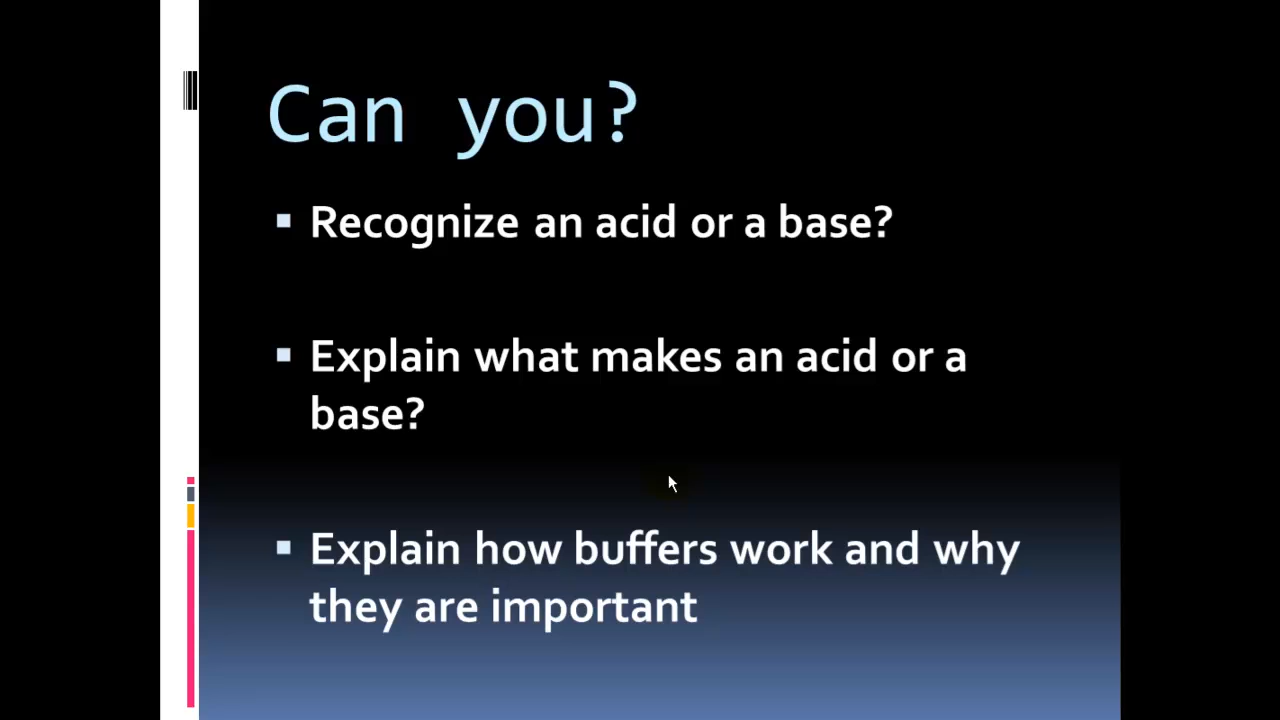 Can you?
Recognize an acid or a base?
Explain what makes an acid or a
base?
Explain how buffers work and why
they are important